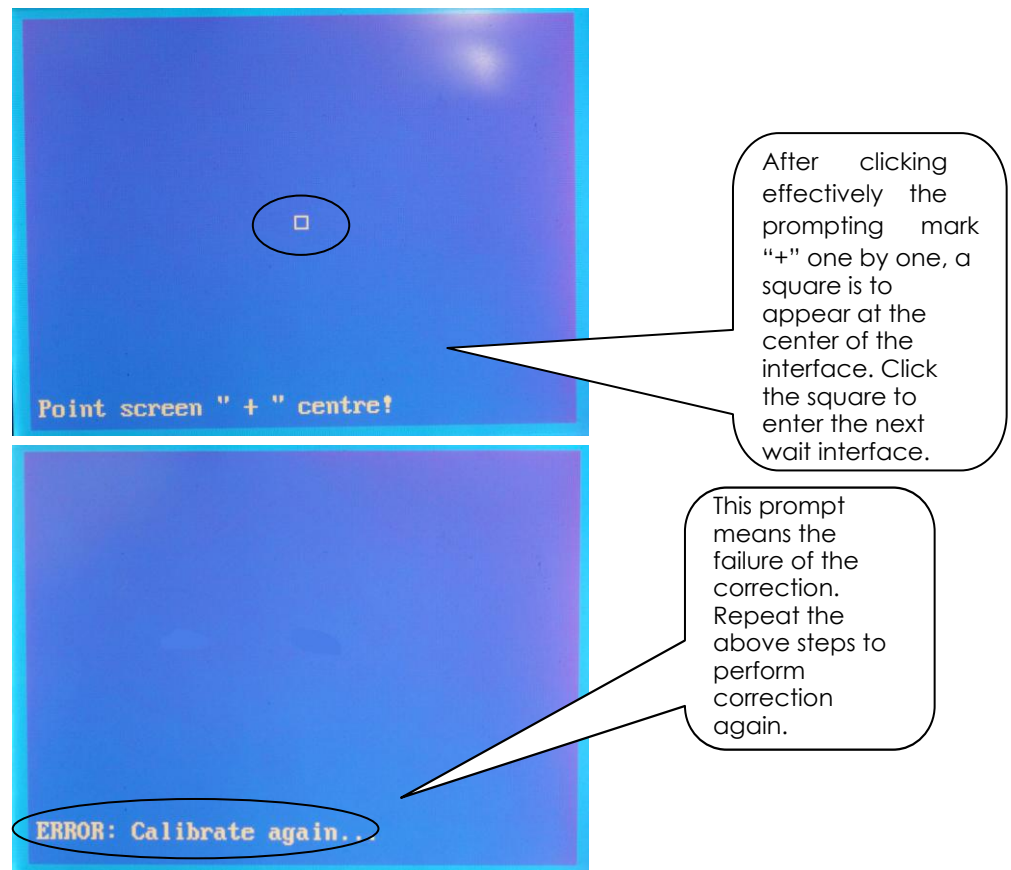 Point screen " + " centre!
After clicking
effectively the
prompting mark
“+” one by one, a
square is to
appear at the
center of the
interface. Click
the square to
enter the next
wait interface.
This prompt
means the
failure of the
correction.
Repeat the
above steps to
perform
correction
again.
ERROR: Calibrate again...